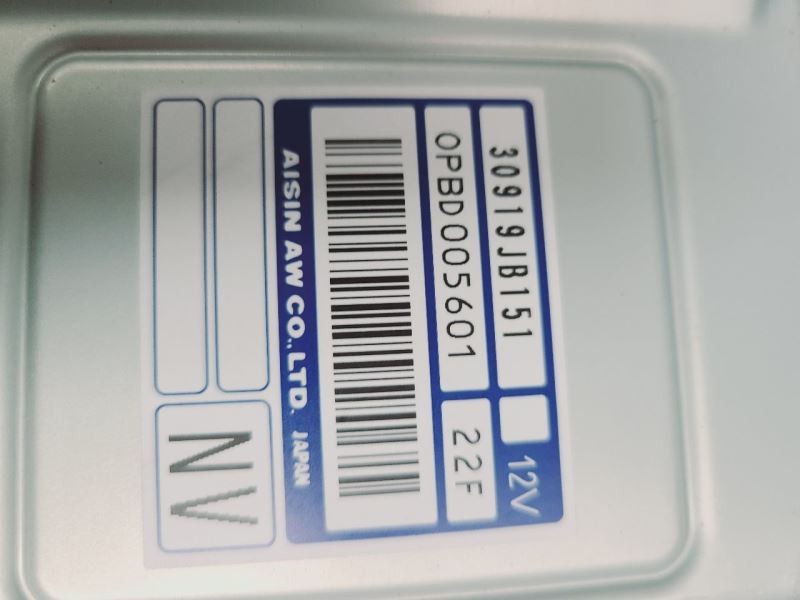 30919JB151
12V
0PBD005601
22F
AISIN AW CO.,LTD. JAPAN
NV